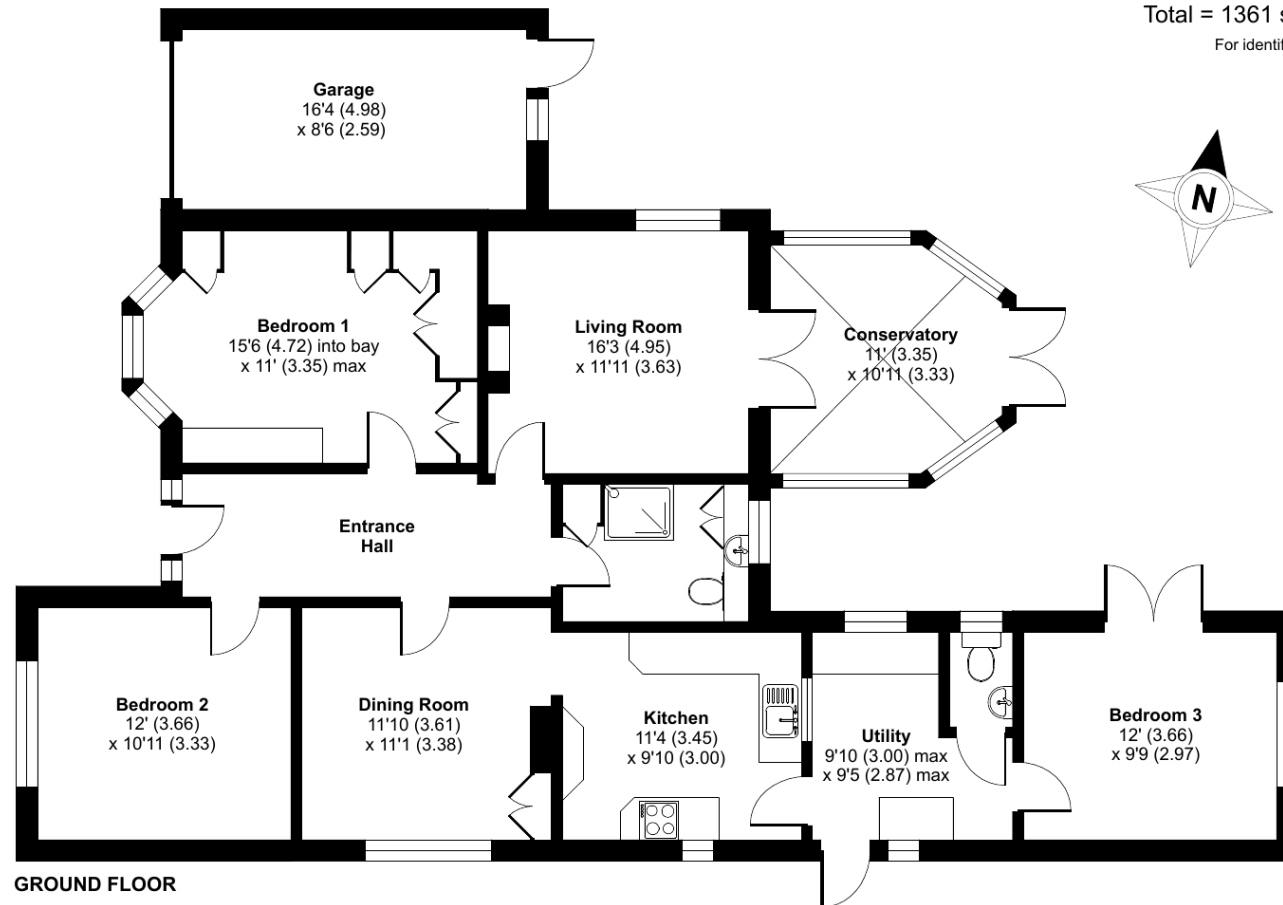 Total = 1361 s
For identif
Garage
16'4 (4.98)
x 8'6 (2.59)
N
Bedroom 1
15'6 (4.72) into bay
x 11' (3.35) max
Living Room
16'3 (4.95)
x 11'11 (3.63)
Conservatory
11' (3.35)
x 10'11 (3.33)
Entrance
Hall
Bedroom 2
12' (3.66)
x 10'11 (3.33)
Dining Room
11'10 (3.61)
x 11'1 (3.38)
Kitchen
11'4 (3.45)
x 9'10 (3.00)
Utility
9'10 (3.00) max
x 9'5 (2.87) max
Bedroom 3
12' (3.66)
x 9'9 (2.97)
GROUND FLOOR